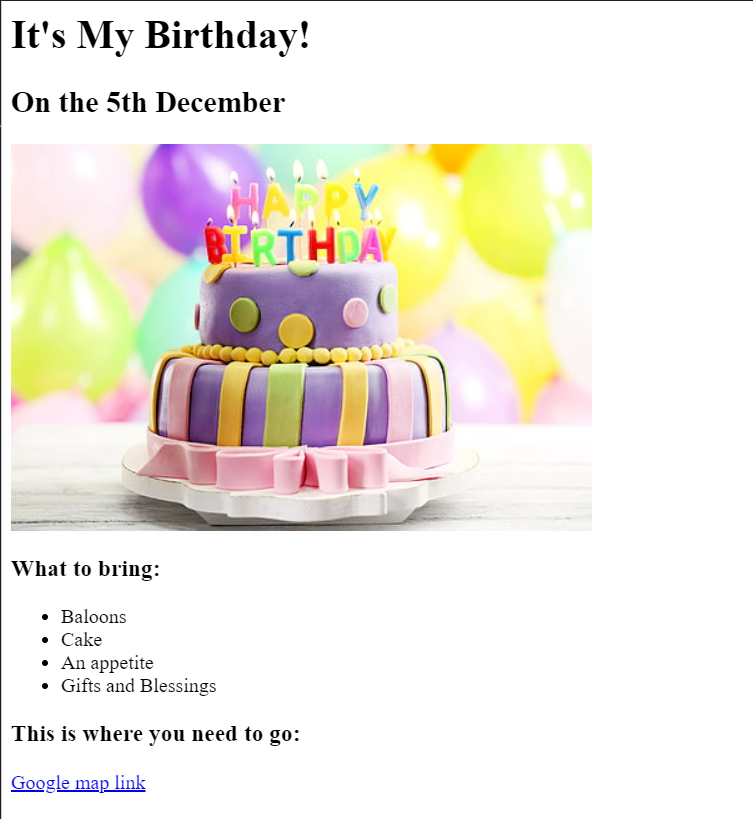 It's My Birthday!
On the 5th December
HAPPY
BIRTHDAY
What to bring:
Baloons
Cake
An appetite
Gifts and Blessings
This is where you need to go:
Google map link